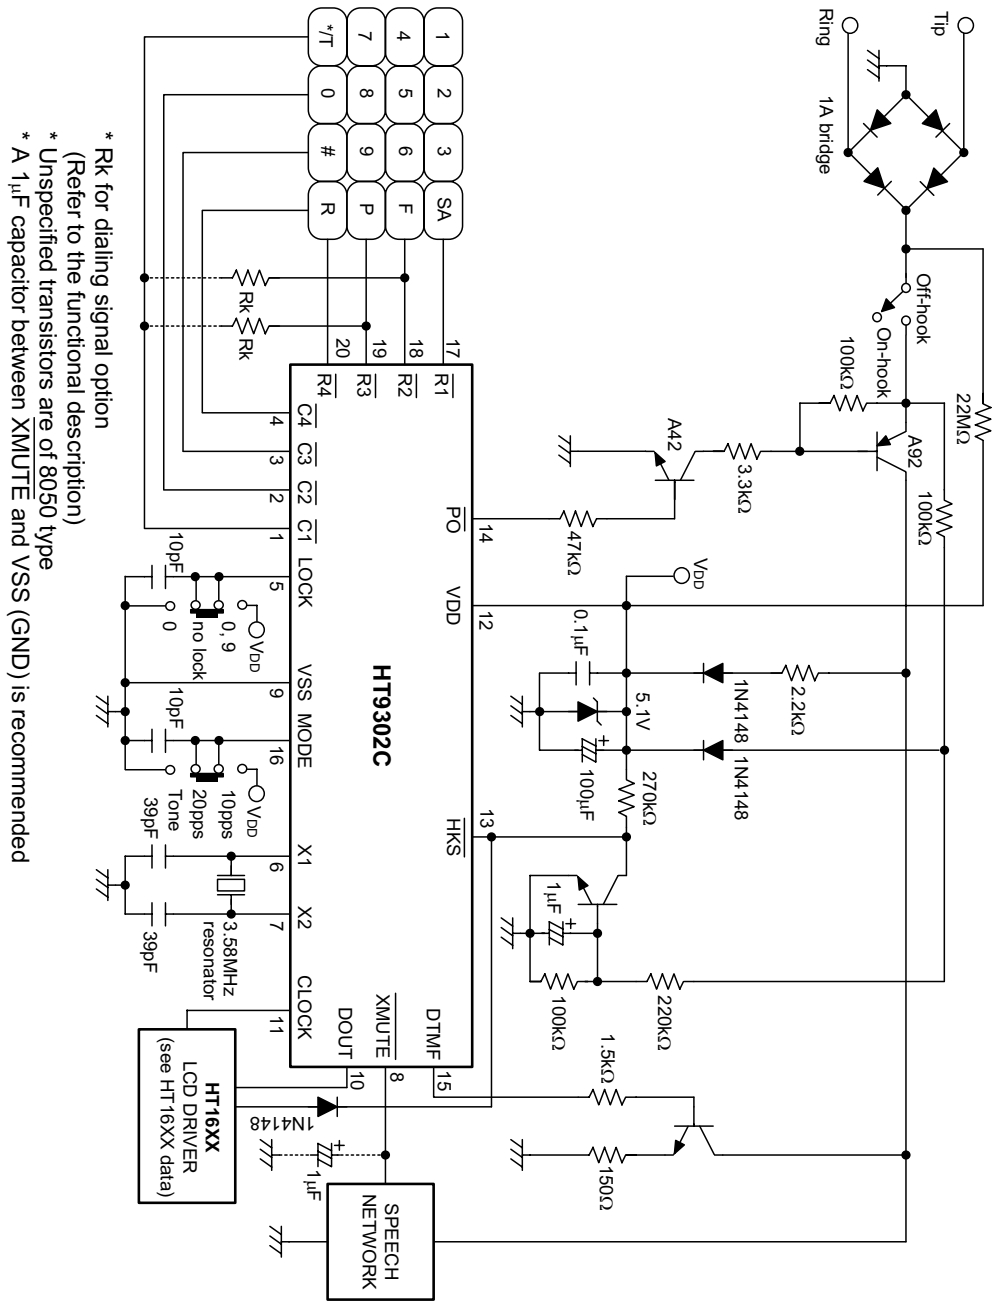 Tip
Ring
1A bridge
Off-hook
On-hook
22MΩ
100kΩ
A92
100kΩ
3.3kΩ
A42
47kΩ
VDD
2.2kΩ
1N4148
1N4148
0.1μF
5.1V
100μF
270kΩ
1μF
100kΩ
220kΩ
1.5kΩ
150Ω
1 2 3 SA
4 5 6 F
7 8 9 P
*/T 0 # R
Rk
Rk
17 R1
18 R2
19 R3
20 R4
14 PO
12 VDD
13 HKS
15 DTMF
8 XMUTE
10 DOUT
HT9302C
C4 4
C3 3
C2 2
C1 1
LOCK 5
VSS 9
MODE 16
X1 6
X2 7
CLOCK 11
10pF
VDD
0, 9
no lock
0
10pF
VDD
10pps
20pps
Tone
39pF
39pF
3.58MHz
resonator
HT16XX
LCD DRIVER
(see HT16XX data)
1N4148
1μF
SPEECH
NETWORK
* Rk for dialing signal option
(Refer to the functional description)
* Unspecified transistors are of 8050 type
* A 1μF capacitor between XMUTE and VSS (GND) is recommended